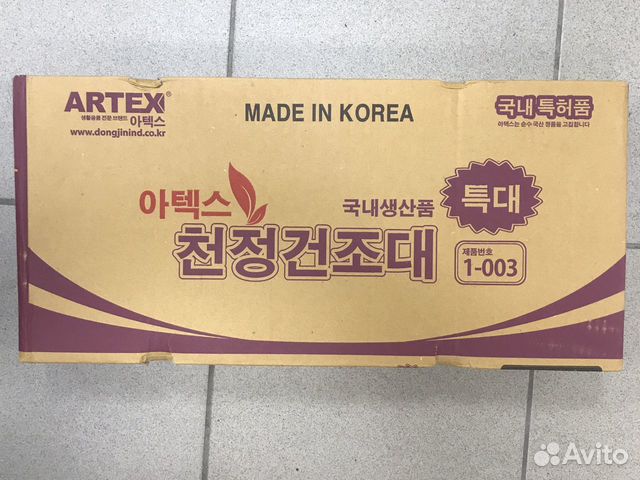 ARTEX®
생활용품 전문 브랜드 아텍스
www.dongjinind.co.kr
MADE IN KOREA
국내 특허품
아텍스는 순수 국산 정품을 고집합니다
아텍스
국내생산품
특대
천정건조대
제품번호
1-003
Avito